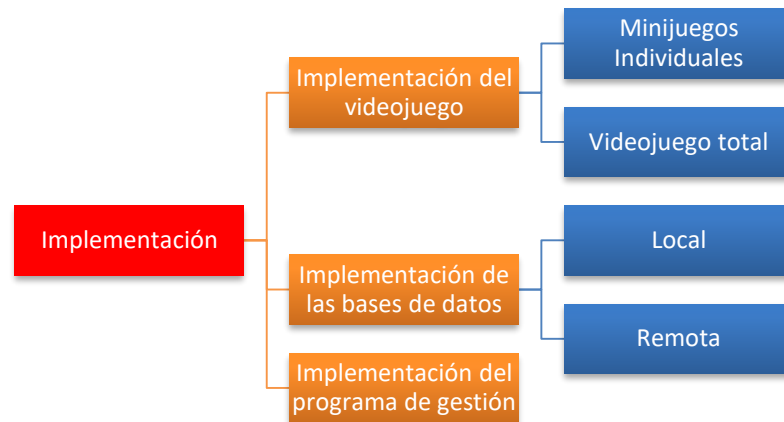 Implementación
Implementación del
videojuego
Minijuegos
Individuales
Videojuego total
Implementación de
las bases de datos
Local
Remota
Implementación del
programa de gestión